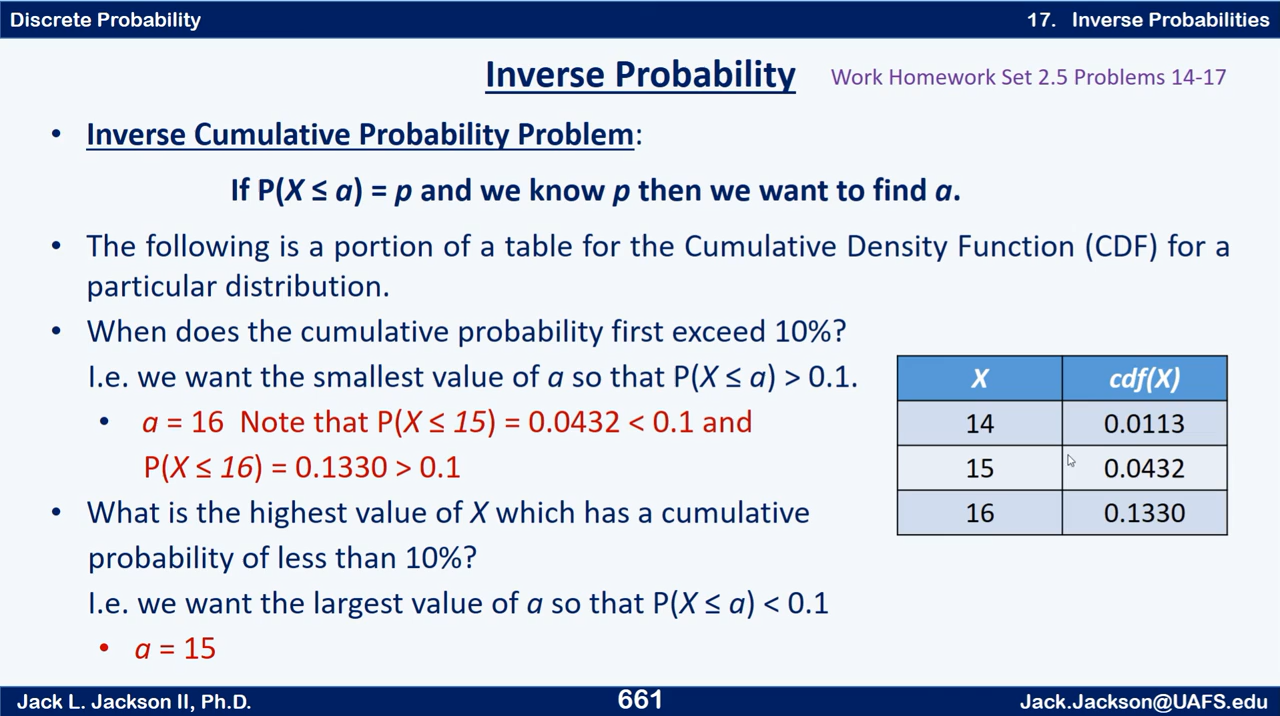 Discrete Probability
17. Inverse Probabilities
Inverse Probability
Work Homework Set 2.5 Problems 14-17
• Inverse Cumulative Probability Problem:
If P(X ≤ a) = p and we know p then we want to find a.
• The following is a portion of a table for the Cumulative Density Function (CDF) for a
particular distribution.
• When does the cumulative probability first exceed 10%?
I.e. we want the smallest value of a so that P(X ≤ a) > 0.1.
• a = 16 Note that P(X ≤ 15) = 0.0432 < 0.1 and
P(X ≤ 16) = 0.1330 > 0.1
• What is the highest value of X which has a cumulative
probability of less than 10%?
I.e. we want the largest value of a so that P(X ≤ a) < 0.1
• a = 15
X cdf(X)
14 0.0113
15 0.0432
16 0.1330
Jack L. Jackson II, Ph.D.
661
Jack.Jackson@UAFS.edu